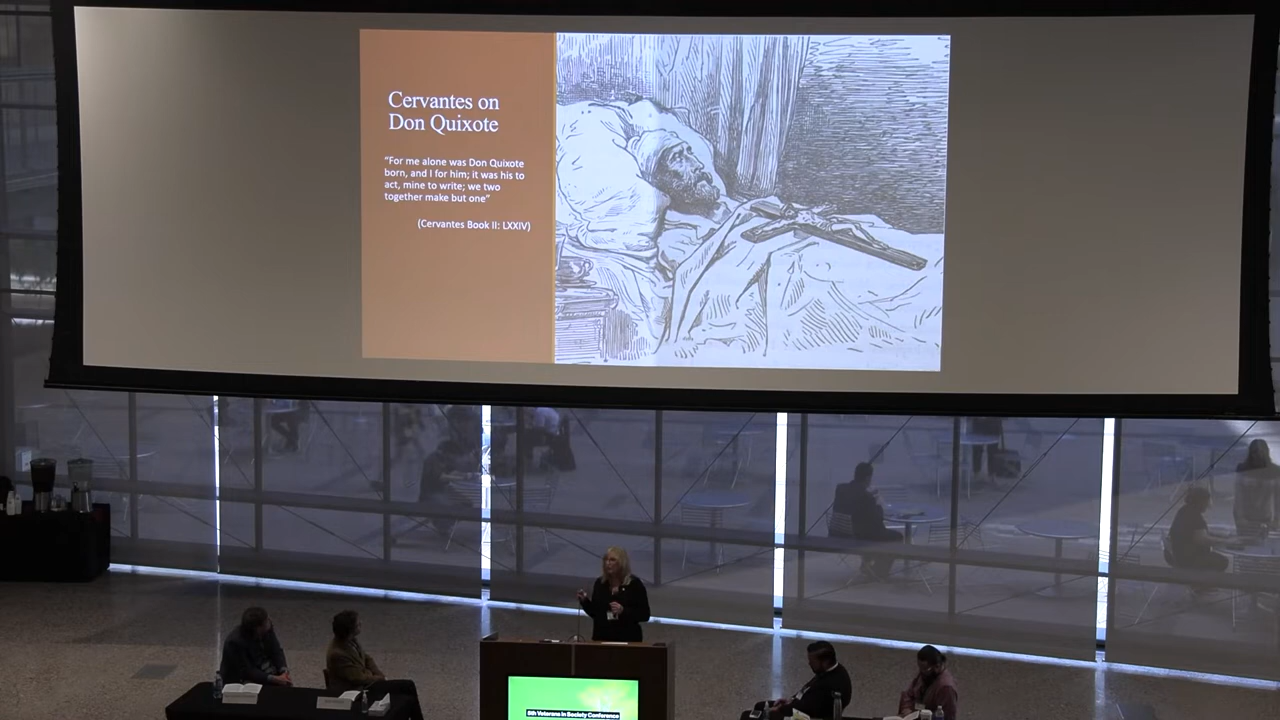 Cervantes on
Don Quixote
“For me alone was Don Quixote
born, and I for him; it was his to
act, mine to write; we two
together make but one”
(Cervantes Book II: LXXIV)
8th Veterans in Society Conference